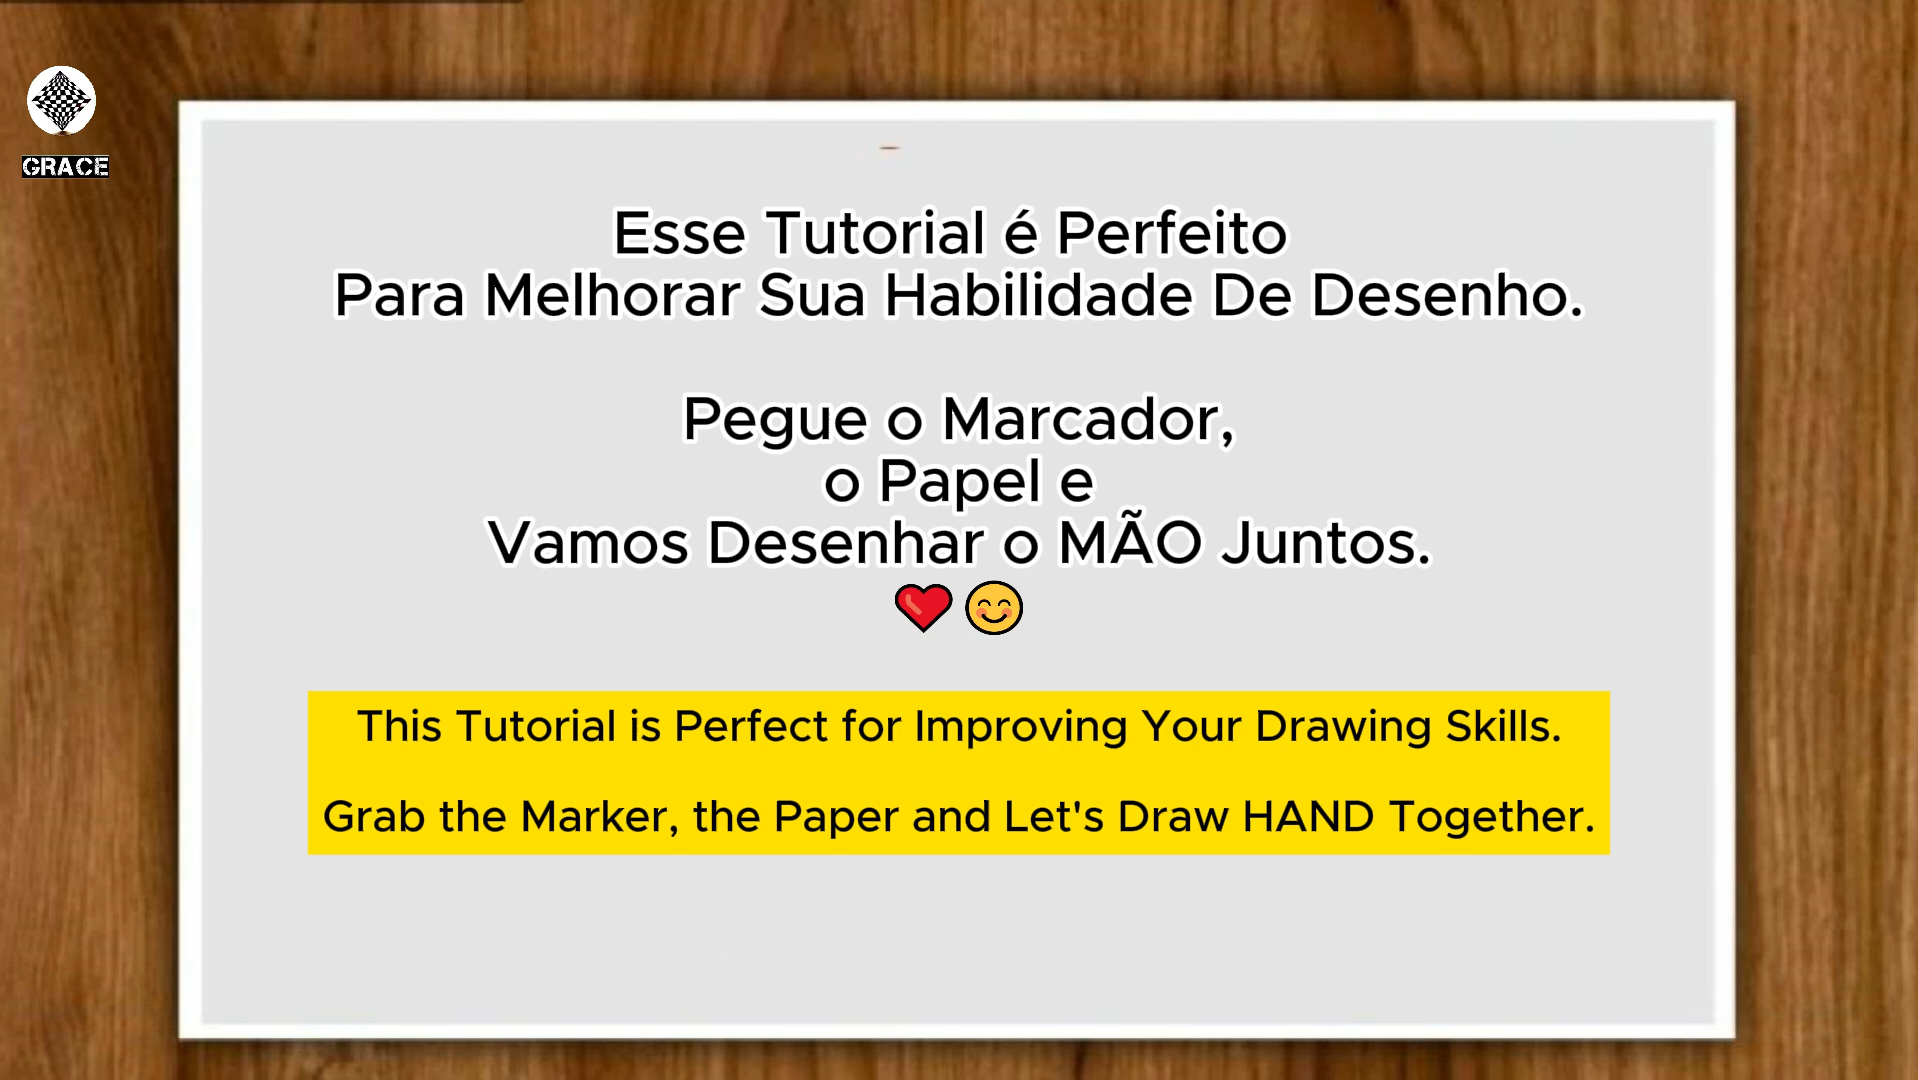 GRACE
Esse Tutorial é Perfeito
Para Melhorar Sua Habilidade De Desenho.
Pegue o Marcador,
o Papel e
Vamos Desenhar o MÃO Juntos.
❤️😊
This Tutorial is Perfect for Improving Your Drawing Skills.
Grab the Marker, the Paper and Let's Draw HAND Together.